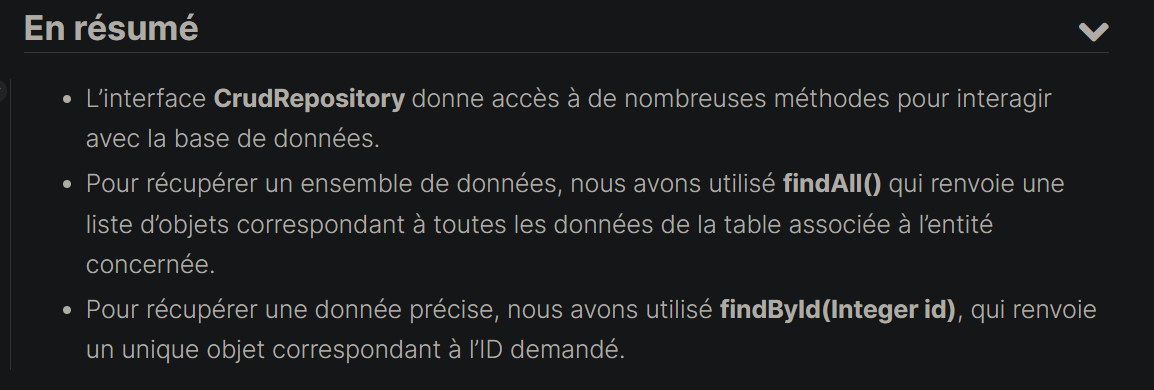 En résumé
• L’interface CrudRepository donne accès à de nombreuses méthodes pour interagir
avec la base de données.
• Pour récupérer un ensemble de données, nous avons utilisé findAll() qui renvoie une
liste d’objets correspondant à toutes les données de la table associée à l’entité
concernée.
• Pour récupérer une donnée précise, nous avons utilisé findById(Integer id), qui renvoie
un unique objet correspondant à l’ID demandé.